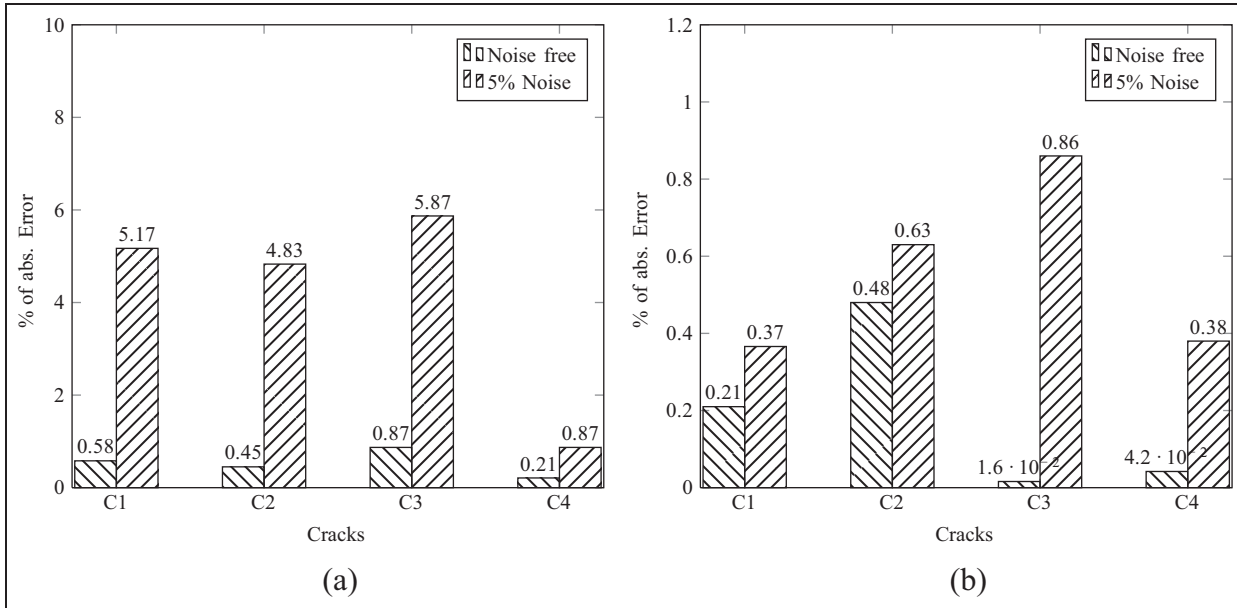 10
8
6
4
2
0
% of abs. Error
Noise free
5% Noise
0.58
5.17
0.45
4.83
0.87
5.87
0.21
0.87
C1 C2 C3 C4
Cracks
(a)
1.2
1
0.8
0.6
0.4
0.2
0
% of abs. Error
Noise free
5% Noise
0.21
0.37
0.48
0.63
1.6 · 10⁻²
0.86
4.2 · 10⁻²
0.38
C1 C2 C3 C4
Cracks
(b)